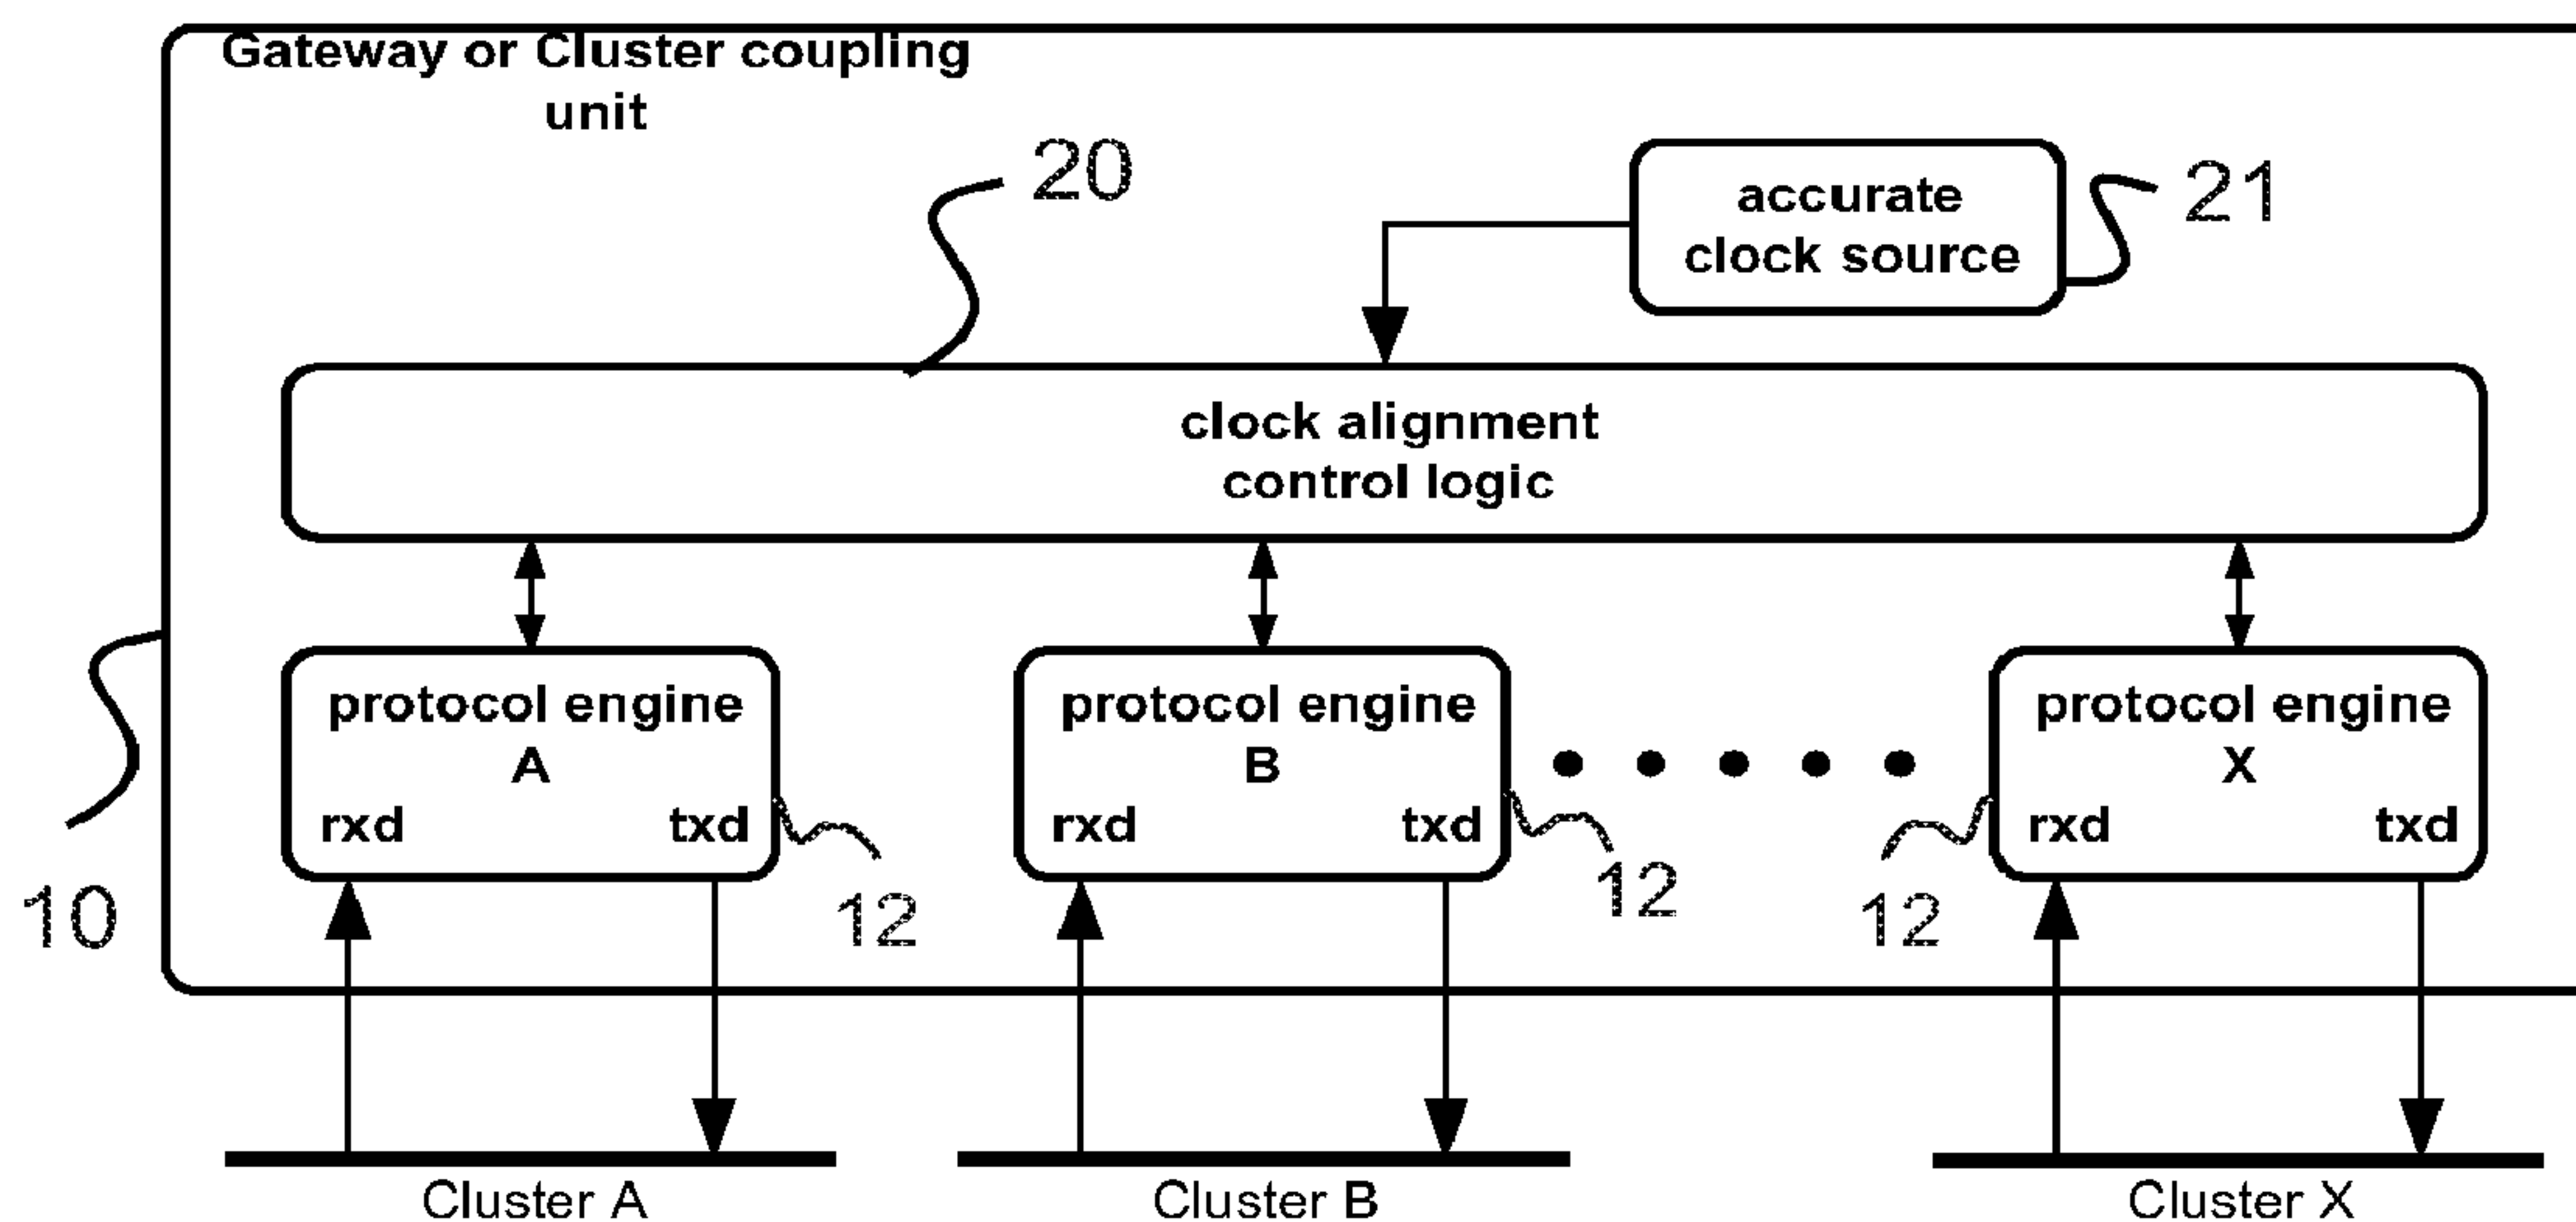 Gateway or Cluster coupling
unit
20
accurate
clock source
21
clock alignment
control logic
protocol engine
A
rxd txd
protocol engine
B
rxd txd
protocol engine
X
rxd txd
10
12
12
12
Cluster A
Cluster B
Cluster X